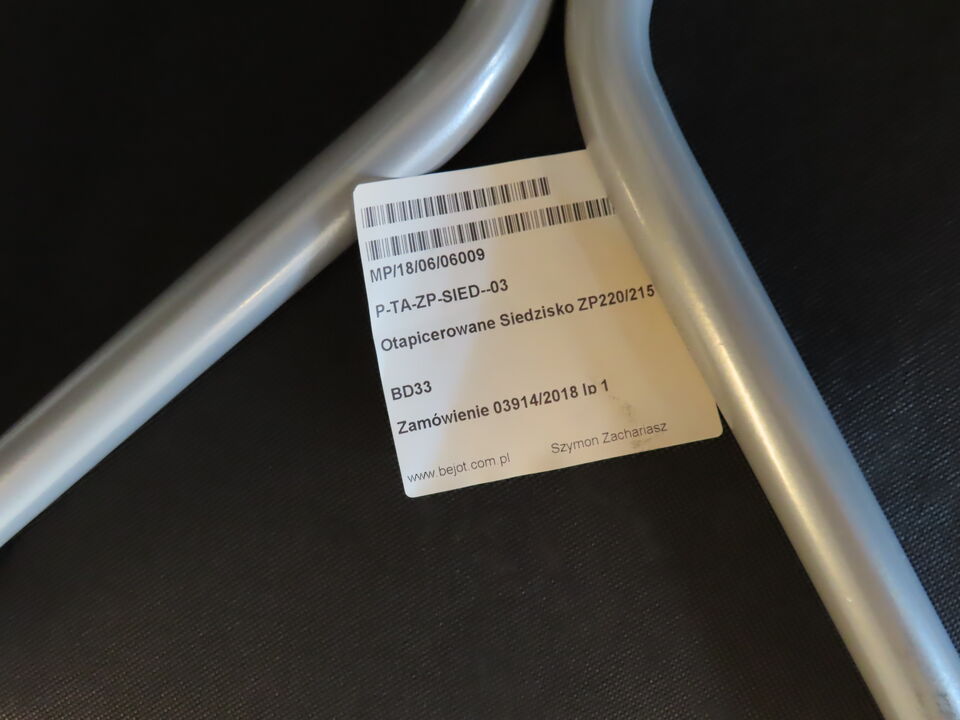 MP/18/06/06009
P-TA-ZP-SIED--03
Otapicerowane Siedzisko ZP220/215
BD33
Zamówienie 03914/2018 lp 1
www.bejot.com.pl Szymon Zachariasz